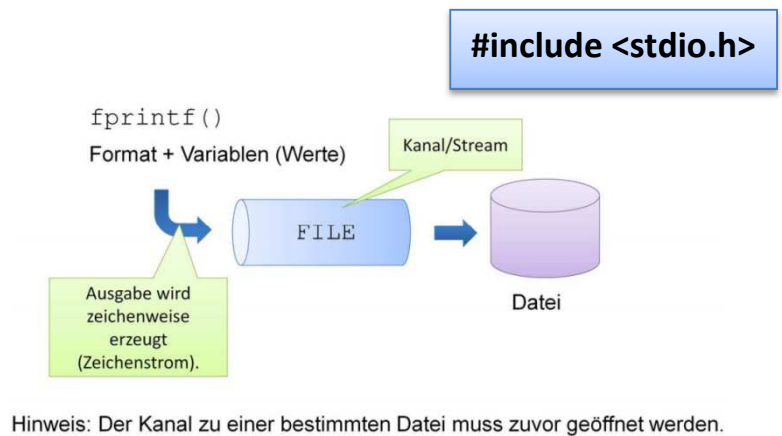 #include <stdio.h>
fprintf()
Format + Variablen (Werte)
Kanal/Stream
FILE
Ausgabe wird
zeichenweise
erzeugt
(Zeichenstrom).
Datei
Hinweis: Der Kanal zu einer bestimmten Datei muss zuvor geöffnet werden.